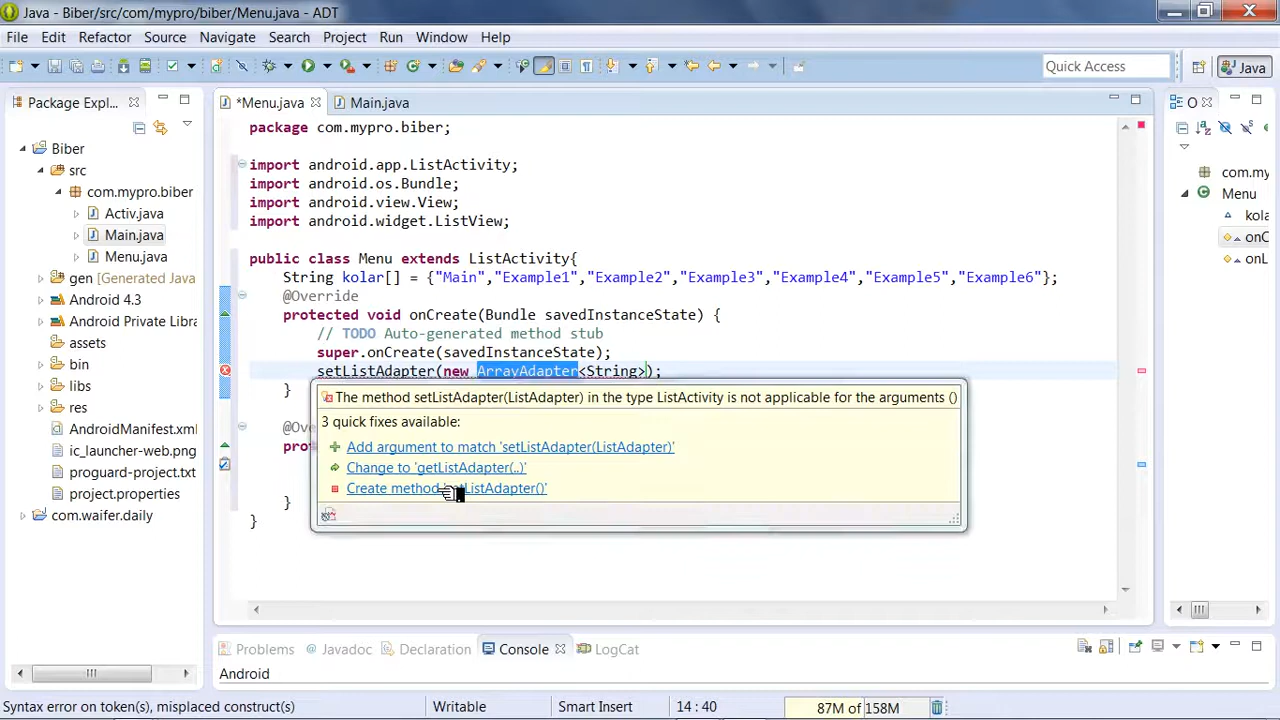 Java - Biber/src/com/mypro/biber/Menu.java - ADT
File Edit Refactor Source Navigate Search Project Run Window Help
Quick Access
Java
Package Expl...
*Menu.java
Main.java
O
Biber
src
com.mypro.biber
Activ.java
Main.java
Menu.java
gen [Generated Java
Android 4.3
Android Private Libra
assets
bin
libs
res
AndroidManifest.xml
ic_launcher-web.png
proguard-project.txt
project.properties
com.waifer.daily
package com.mypro.biber;
import android.app.ListActivity;
import android.os.Bundle;
import android.view.View;
import android.widget.ListView;
public class Menu extends ListActivity{
String kolar[] = {"Main","Example1","Example2","Example3","Example4","Example5","Example6"};
@Override
protected void onCreate(Bundle savedInstanceState) {
// TODO Auto-generated method stub
super.onCreate(savedInstanceState);
setListAdapter(new ArrayAdapter<String>);
}
@Ov
pro
}
}
The method setListAdapter(ListAdapter) in the type ListActivity is not applicable for the arguments ()
3 quick fixes available:
Add argument to match 'setListAdapter(ListAdapter)'
Change to 'getListAdapter(..)'
Create method 'setListAdapter()'
com.my
Menu
kola
onC
onL
Problems
Javadoc
Declaration
Console
LogCat
Android
Syntax error on token(s), misplaced construct(s)
Writable
Smart Insert
14 : 40
87M of 158M